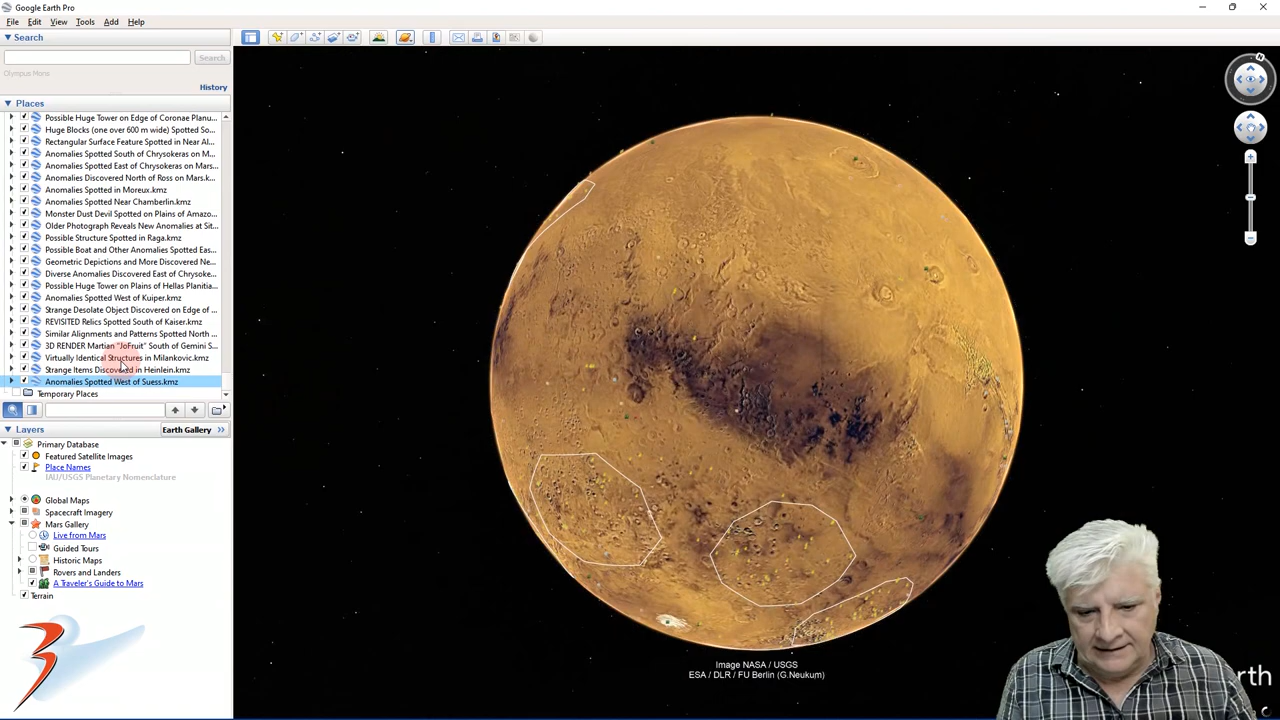 Google Earth Pro
File Edit View Tools Add Help
Search
Search
Olympus Mons
History
Places
Possible Huge Tower on Edge of Coronae Planu...
Huge Blocks (one over 600 m wide) Spotted So...
Rectangular Surface Feature Spotted in Near Al...
Anomalies Spotted South of Chrysokeras on M...
Anomalies Spotted East of Chrysokeras on Mars...
Anomalies Discovered North of Ross on Mars.k...
Anomalies Spotted in Moreux.kmz
Anomalies Spotted Near Chamberlin.kmz
Monster Dust Devil Spotted on Plains of Amazo...
Older Photograph Reveals New Anomalies at Sit...
Possible Structure Spotted in Raga.kmz
Possible Boat and Other Anomalies Spotted Eas...
Geometric Depictions and More Discovered Ne...
Diverse Anomalies Discovered East of Chrysoke...
Possible Huge Tower on Plains of Hellas Planitia...
Anomalies Spotted West of Kuiper.kmz
Strange Desolate Object Discovered on Edge of ...
REVISITED Relics Spotted South of Kaiser.kmz
Similar Alignments and Patterns Spotted North ...
3D RENDER Martian "JoFruit" South of Gemini S...
Virtually Identical Structures in Milankovic.kmz
Strange Items Discovered in Heinlein.kmz
Anomalies Spotted West of Suess.kmz
Temporary Places
Layers
Earth Gallery »
Primary Database
Featured Satellite Images
Place Names
IAU/USGS Planetary Nomenclature
Global Maps
Spacecraft Imagery
Mars Gallery
Live from Mars
Guided Tours
Historic Maps
Rovers and Landers
A Traveler's Guide to Mars
Terrain
N
Image NASA / USGS
ESA / DLR / FU Berlin (G.Neukum)
rth